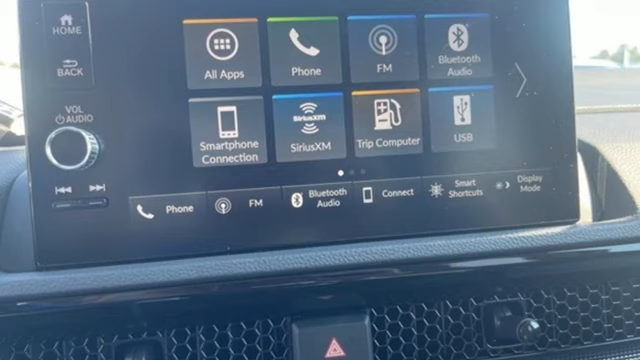 HOME
BACK
VOL
AUDIO
All Apps
Phone
FM
Bluetooth
Audio
Smartphone
Connection
SiriusXM
SiriusXM
Trip Computer
USB
Phone
FM
Bluetooth
Audio
Connect
Smart
Shortcuts
Display
Mode